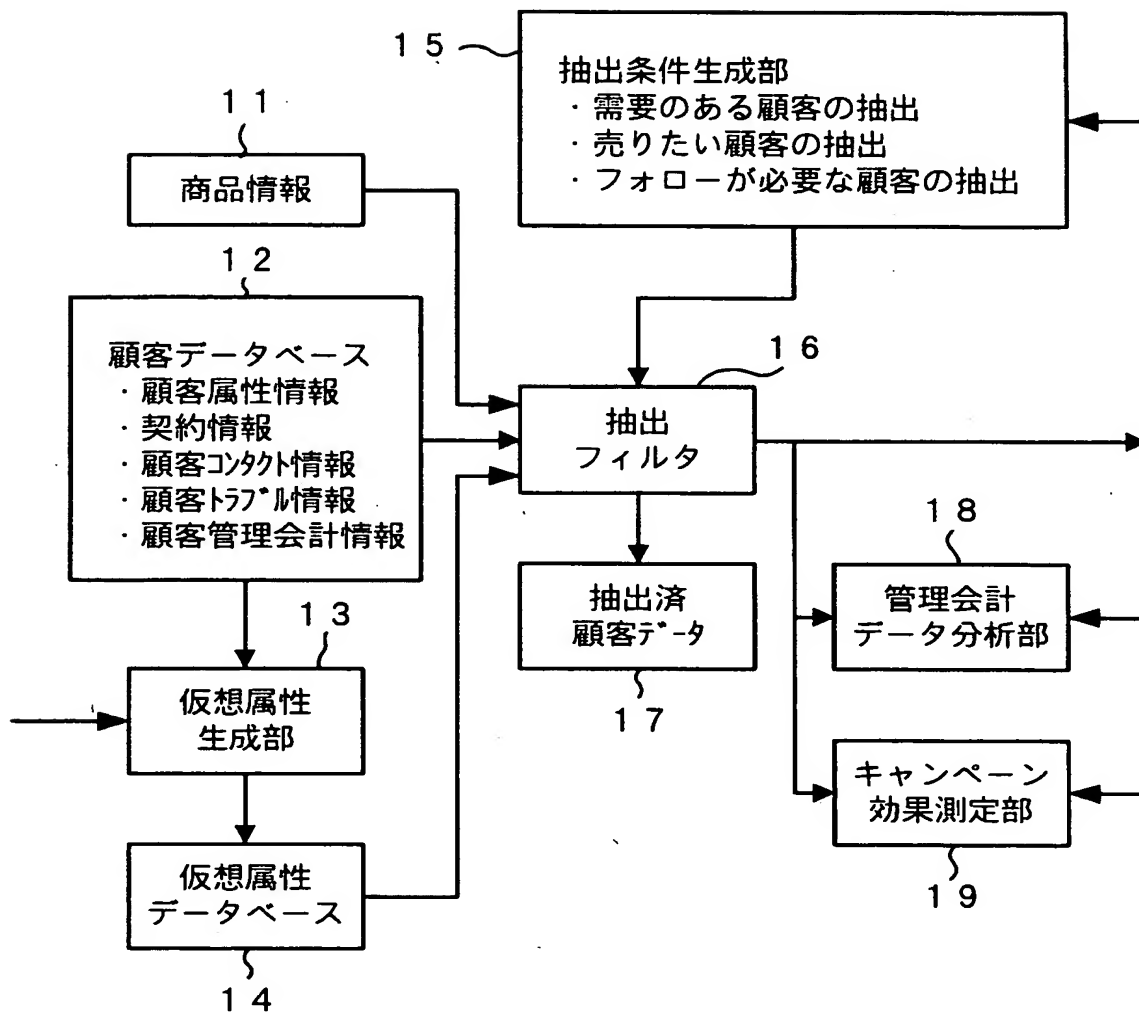 15
抽出条件生成部
・需要のある顧客の抽出
・売りたい顧客の抽出
・フォローが必要な顧客の抽出
11
商品情報
12
顧客データベース
・顧客属性情報
・契約情報
・顧客ｺﾝﾀｸﾄ情報
・顧客ﾄﾗﾌﾞﾙ情報
・顧客管理会計情報
16
抽出
フィルタ
13
仮想属性
生成部
抽出済
顧客ﾃﾞｰﾀ
17
18
管理会計
データ分析部
キャンペーン
効果測定部
19
仮想属性
データベース
14